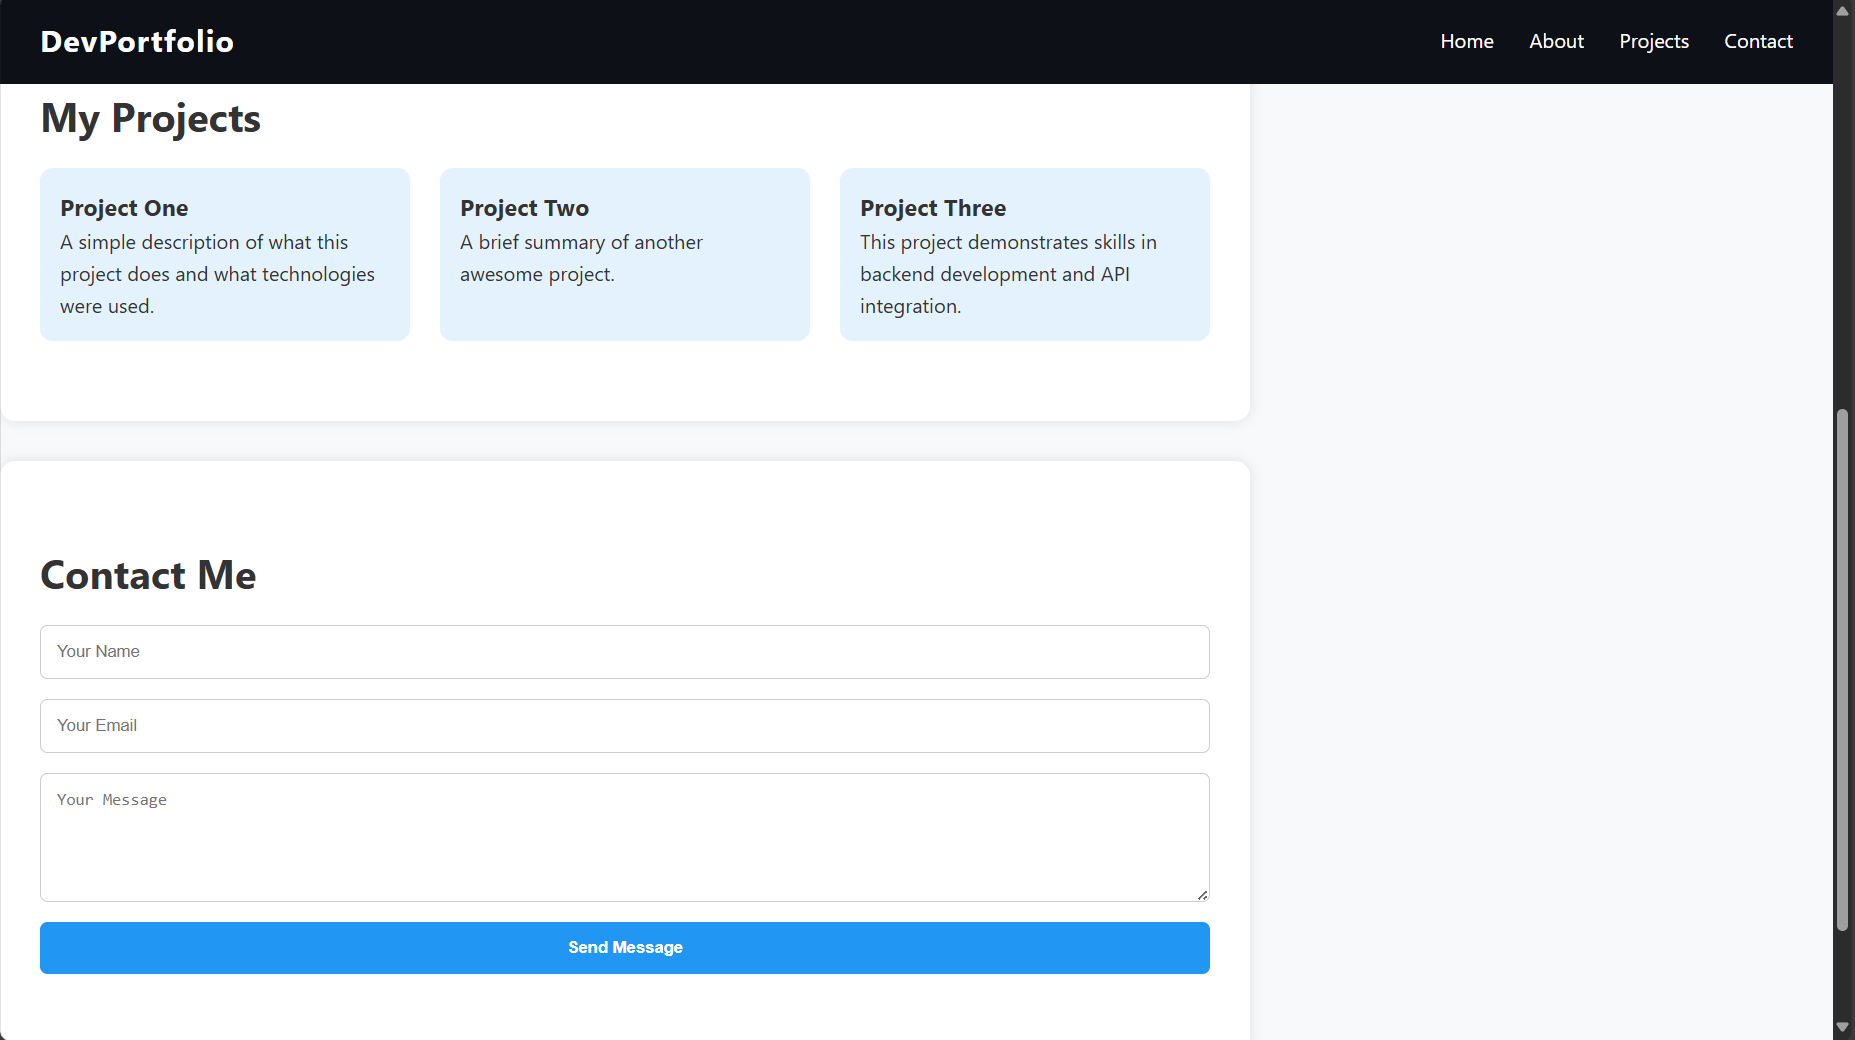 DevPortfolio
Home About Projects Contact
My Projects
Project One
A simple description of what this
project does and what technologies
were used.
Project Two
A brief summary of another
awesome project.
Project Three
This project demonstrates skills in
backend development and API
integration.
Contact Me
Your Name
Your Email
Your Message
Send Message